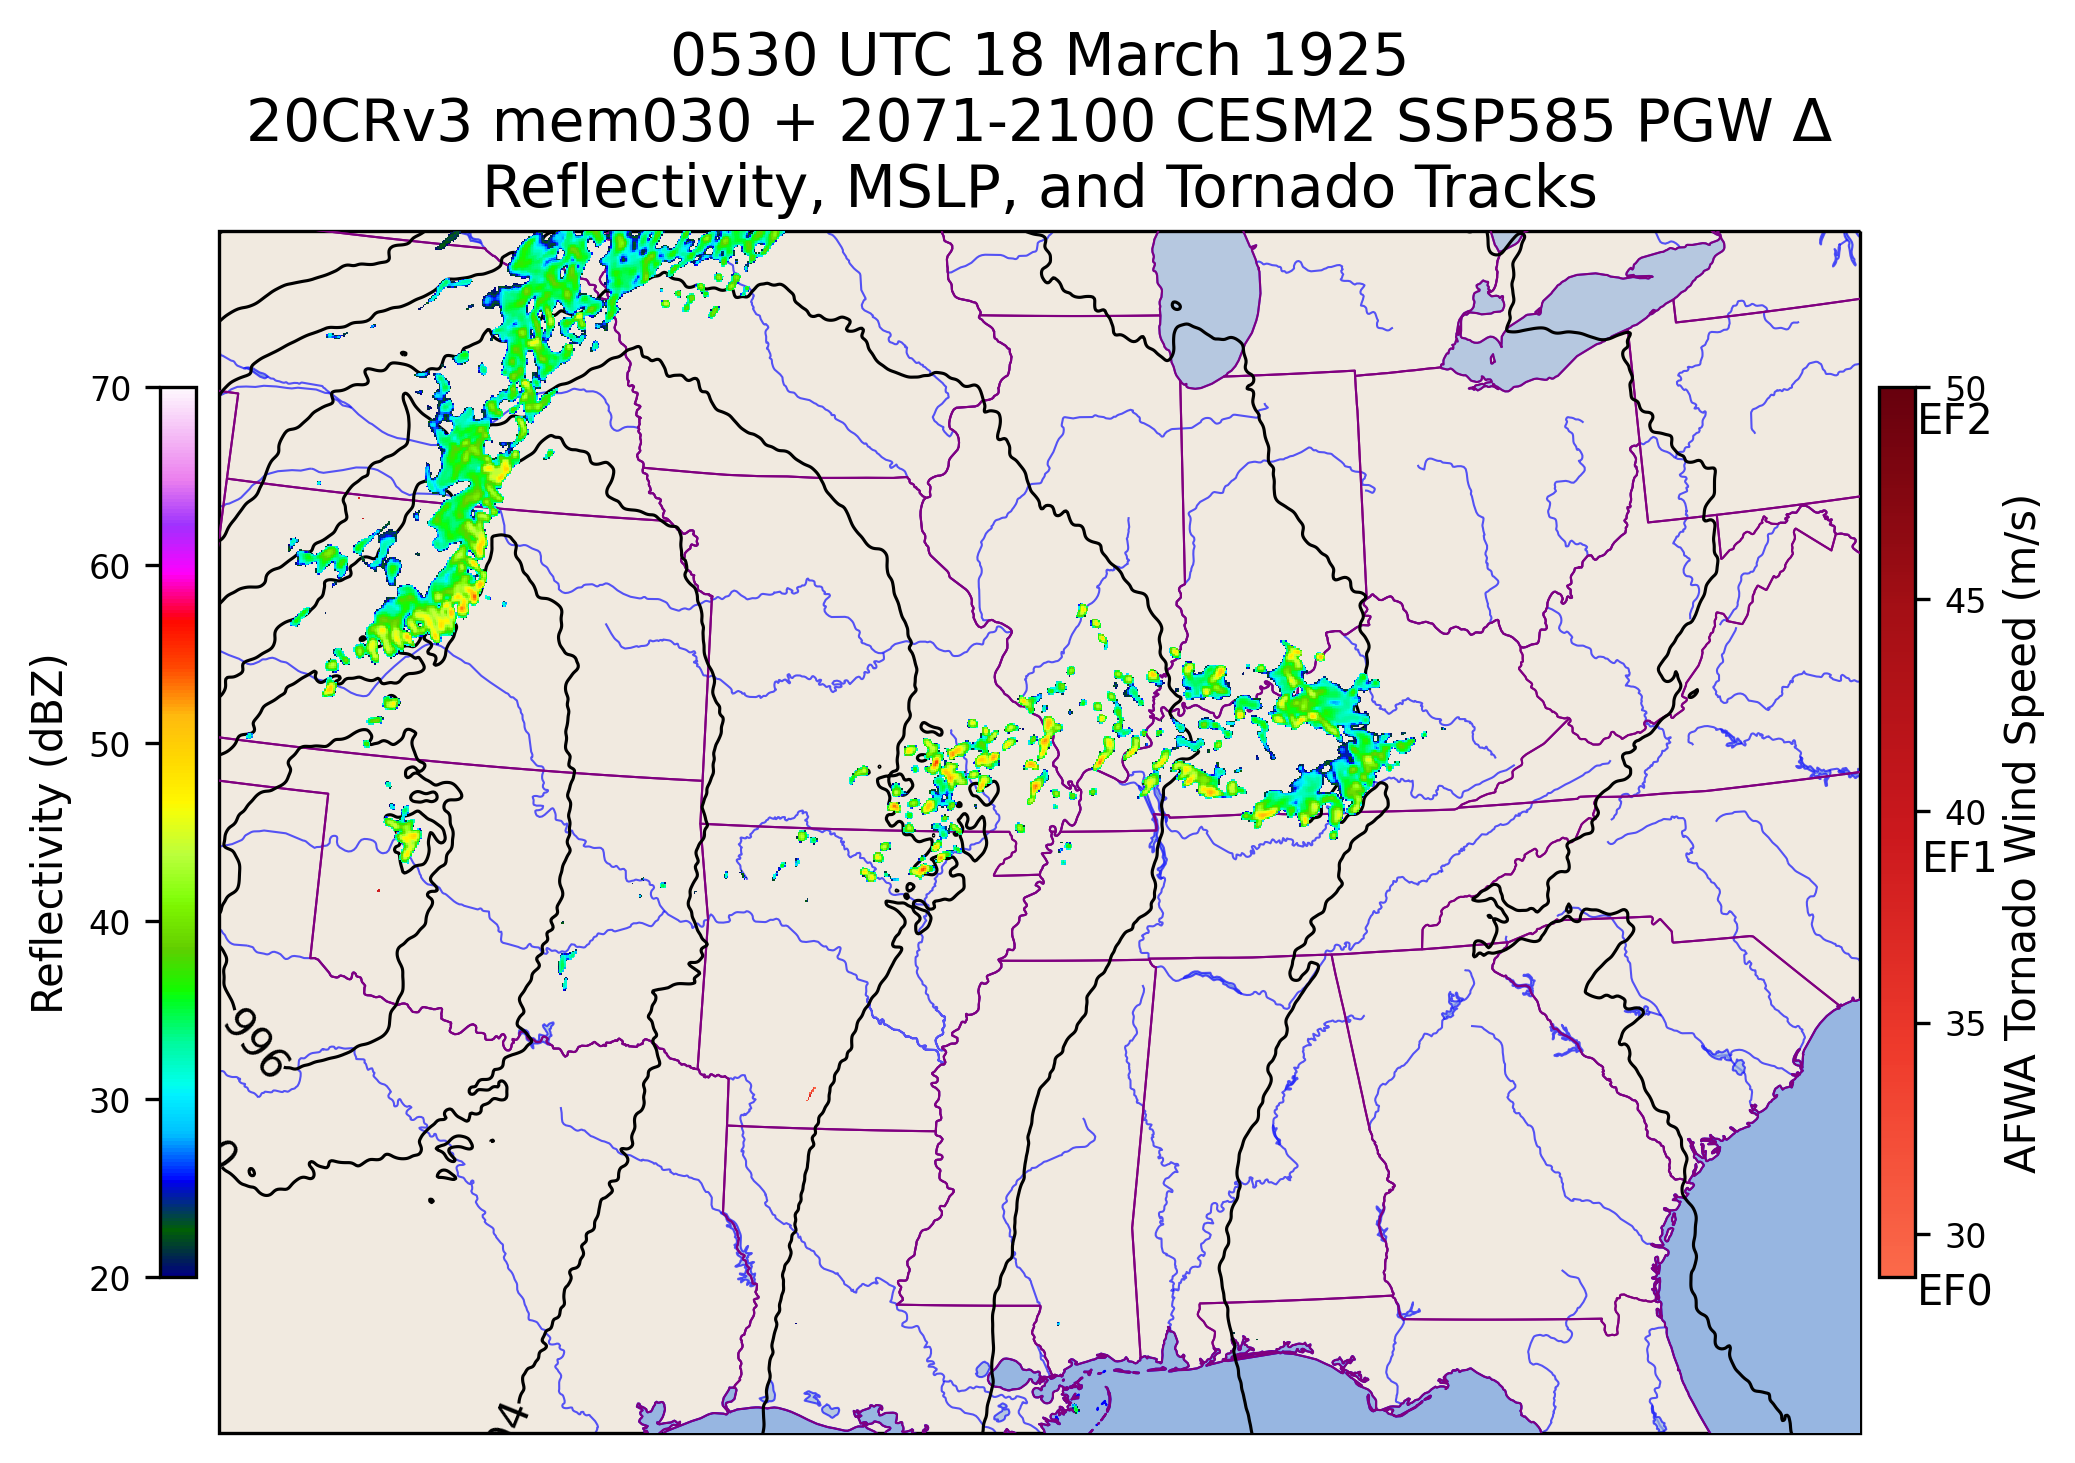 0530 UTC 18 March 1925
20CRv3 mem030 + 2071-2100 CESM2 SSP585 PGW Δ
Reflectivity, MSLP, and Tornado Tracks
Reflectivity (dBZ)
70
60
50
40
30
20
996
50
EF2
45
40
EF1
35
30
EF0
AFWA Tornado Wind Speed (m/s)